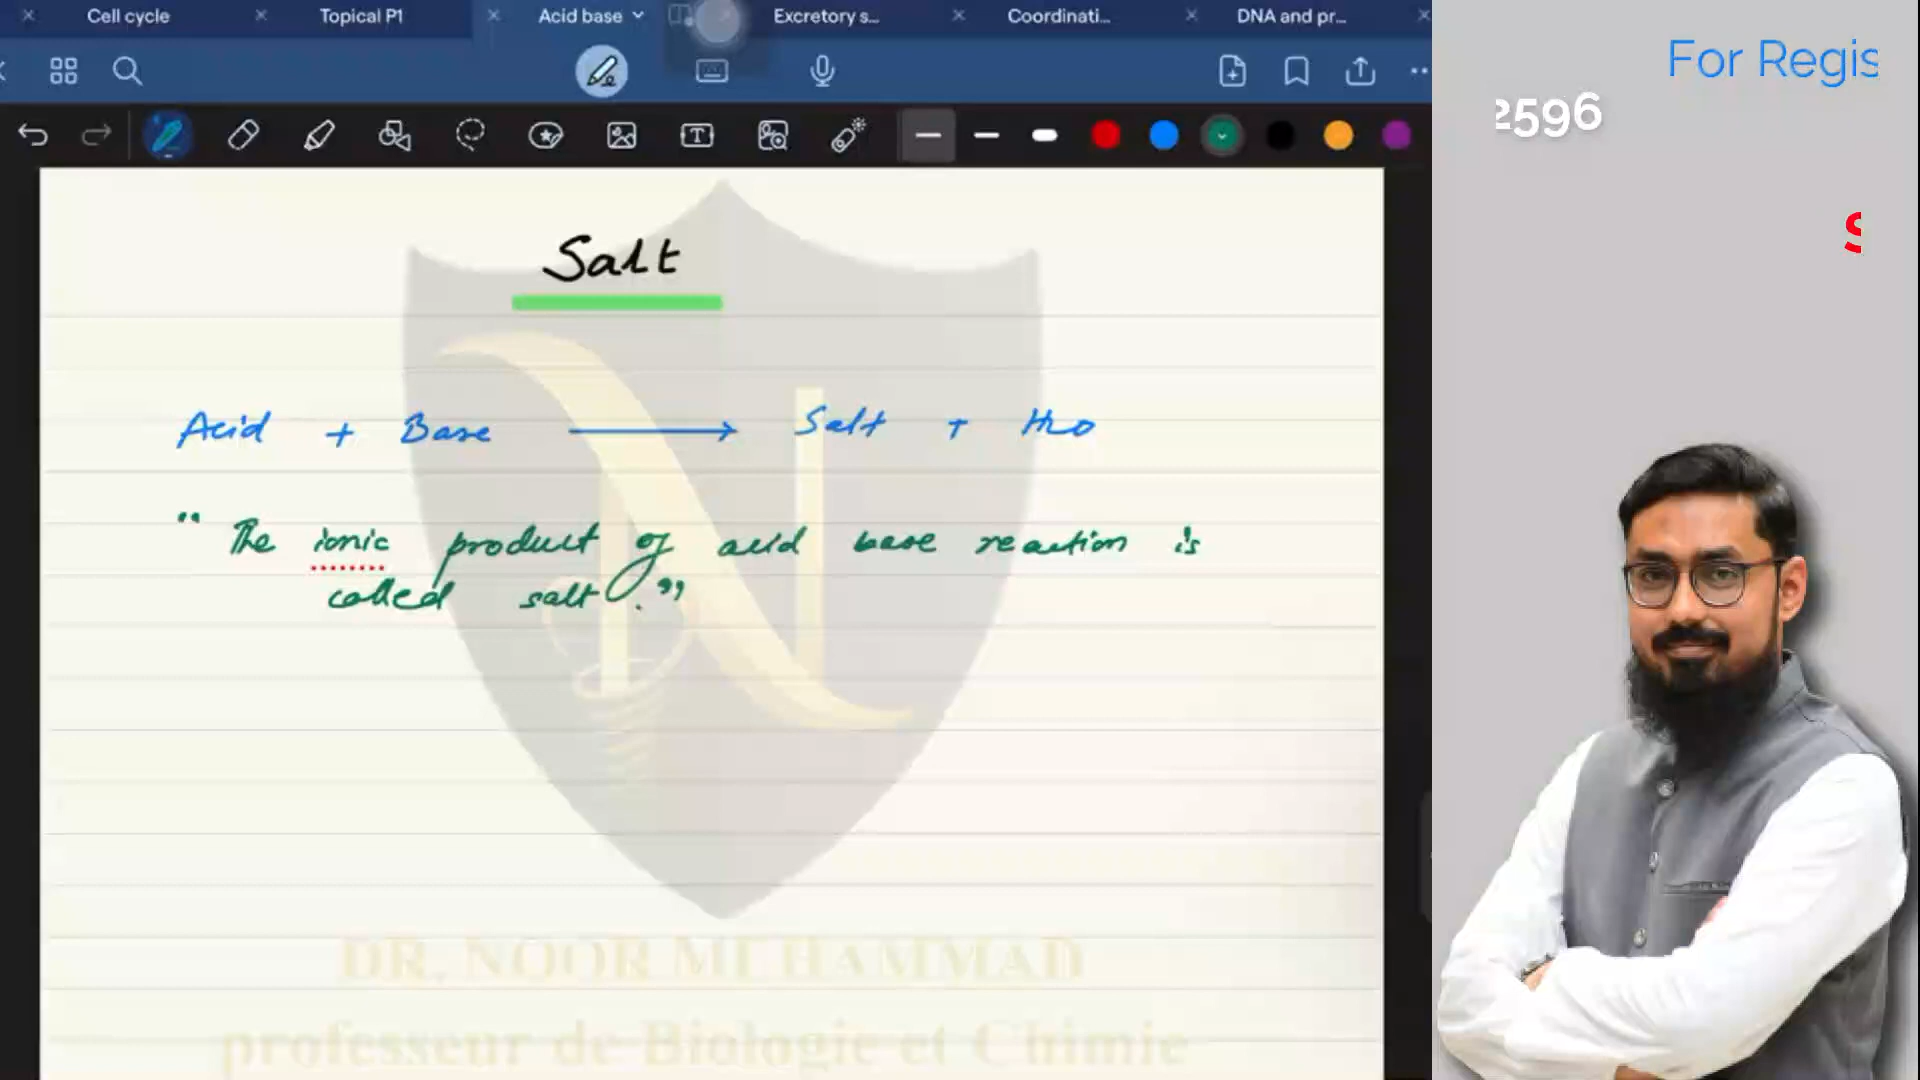 Cell cycle
Topical P1
Acid base
Excretory s...
Coordinati...
DNA and pr...
For Regis
2596
S
Salt
Acid + Base → Salt + H2O
" The ionic product of acid base reaction is
called salt . "
DR. NOOR MUHAMMAD
professeur de Biologie et Chimie